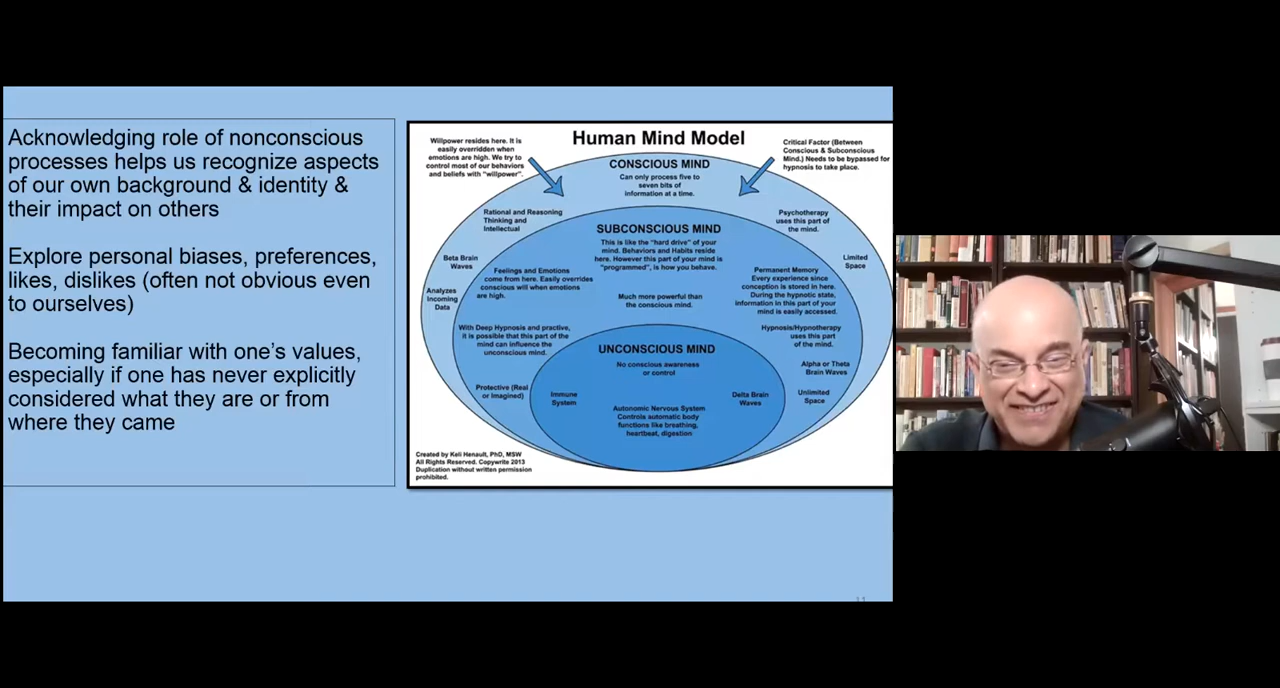 Acknowledging role of nonconscious
processes helps us recognize aspects
of our own background & identity &
their impact on others
Explore personal biases, preferences,
likes, dislikes (often not obvious even
to ourselves)
Becoming familiar with one's values,
especially if one has never explicitly
considered what they are or from
where they came
Human Mind Model
Willpower resides here. It is
easily overridden when
emotions are high. We try to
control most of our behaviors
and beliefs with "willpower".
Critical Factor (Between
Conscious & Subconscious
Mind.) Needs to be bypassed for
hypnosis to take place.
CONSCIOUS MIND
Can only process five to
seven bits of
information at a time.
Rational and Reasoning
Thinking and
Intellectual
Psychotherapy
uses this part of
the mind.
Beta Brain
Waves
Limited
Space
Analyzes
Incoming
Data
SUBCONSCIOUS MIND
This is like the "hard drive" of your
mind. Behaviors and Habits reside
here. However this part of your mind is
"programmed", is how you behave.
Feelings and Emotions
come from here. Easily overrides
conscious will when emotions
are high.
Much more powerful than
the conscious mind.
Permanent Memory
Every experience since
conception is stored in here.
During the hypnotic state,
information in this part of your
mind is easily accessed.
With Deep Hypnosis and practive,
it is possible that this part of the
mind can influence the
unconscious mind.
Hypnosis/Hypnotherapy
uses this part
of the mind.
Alpha or Theta
Brain Waves
Protective (Real
or Imagined)
Unlimited
Space
UNCONSCIOUS MIND
No conscious awareness
or control
Immune
System
Delta Brain
Waves
Autonomic Nervous System
Controls automatic body
functions like breathing,
heartbeat, digestion
Created by Keli Henault, PhD, MSW
All Rights Reserved. Copywrite 2013
Duplication without written permission
prohibited.